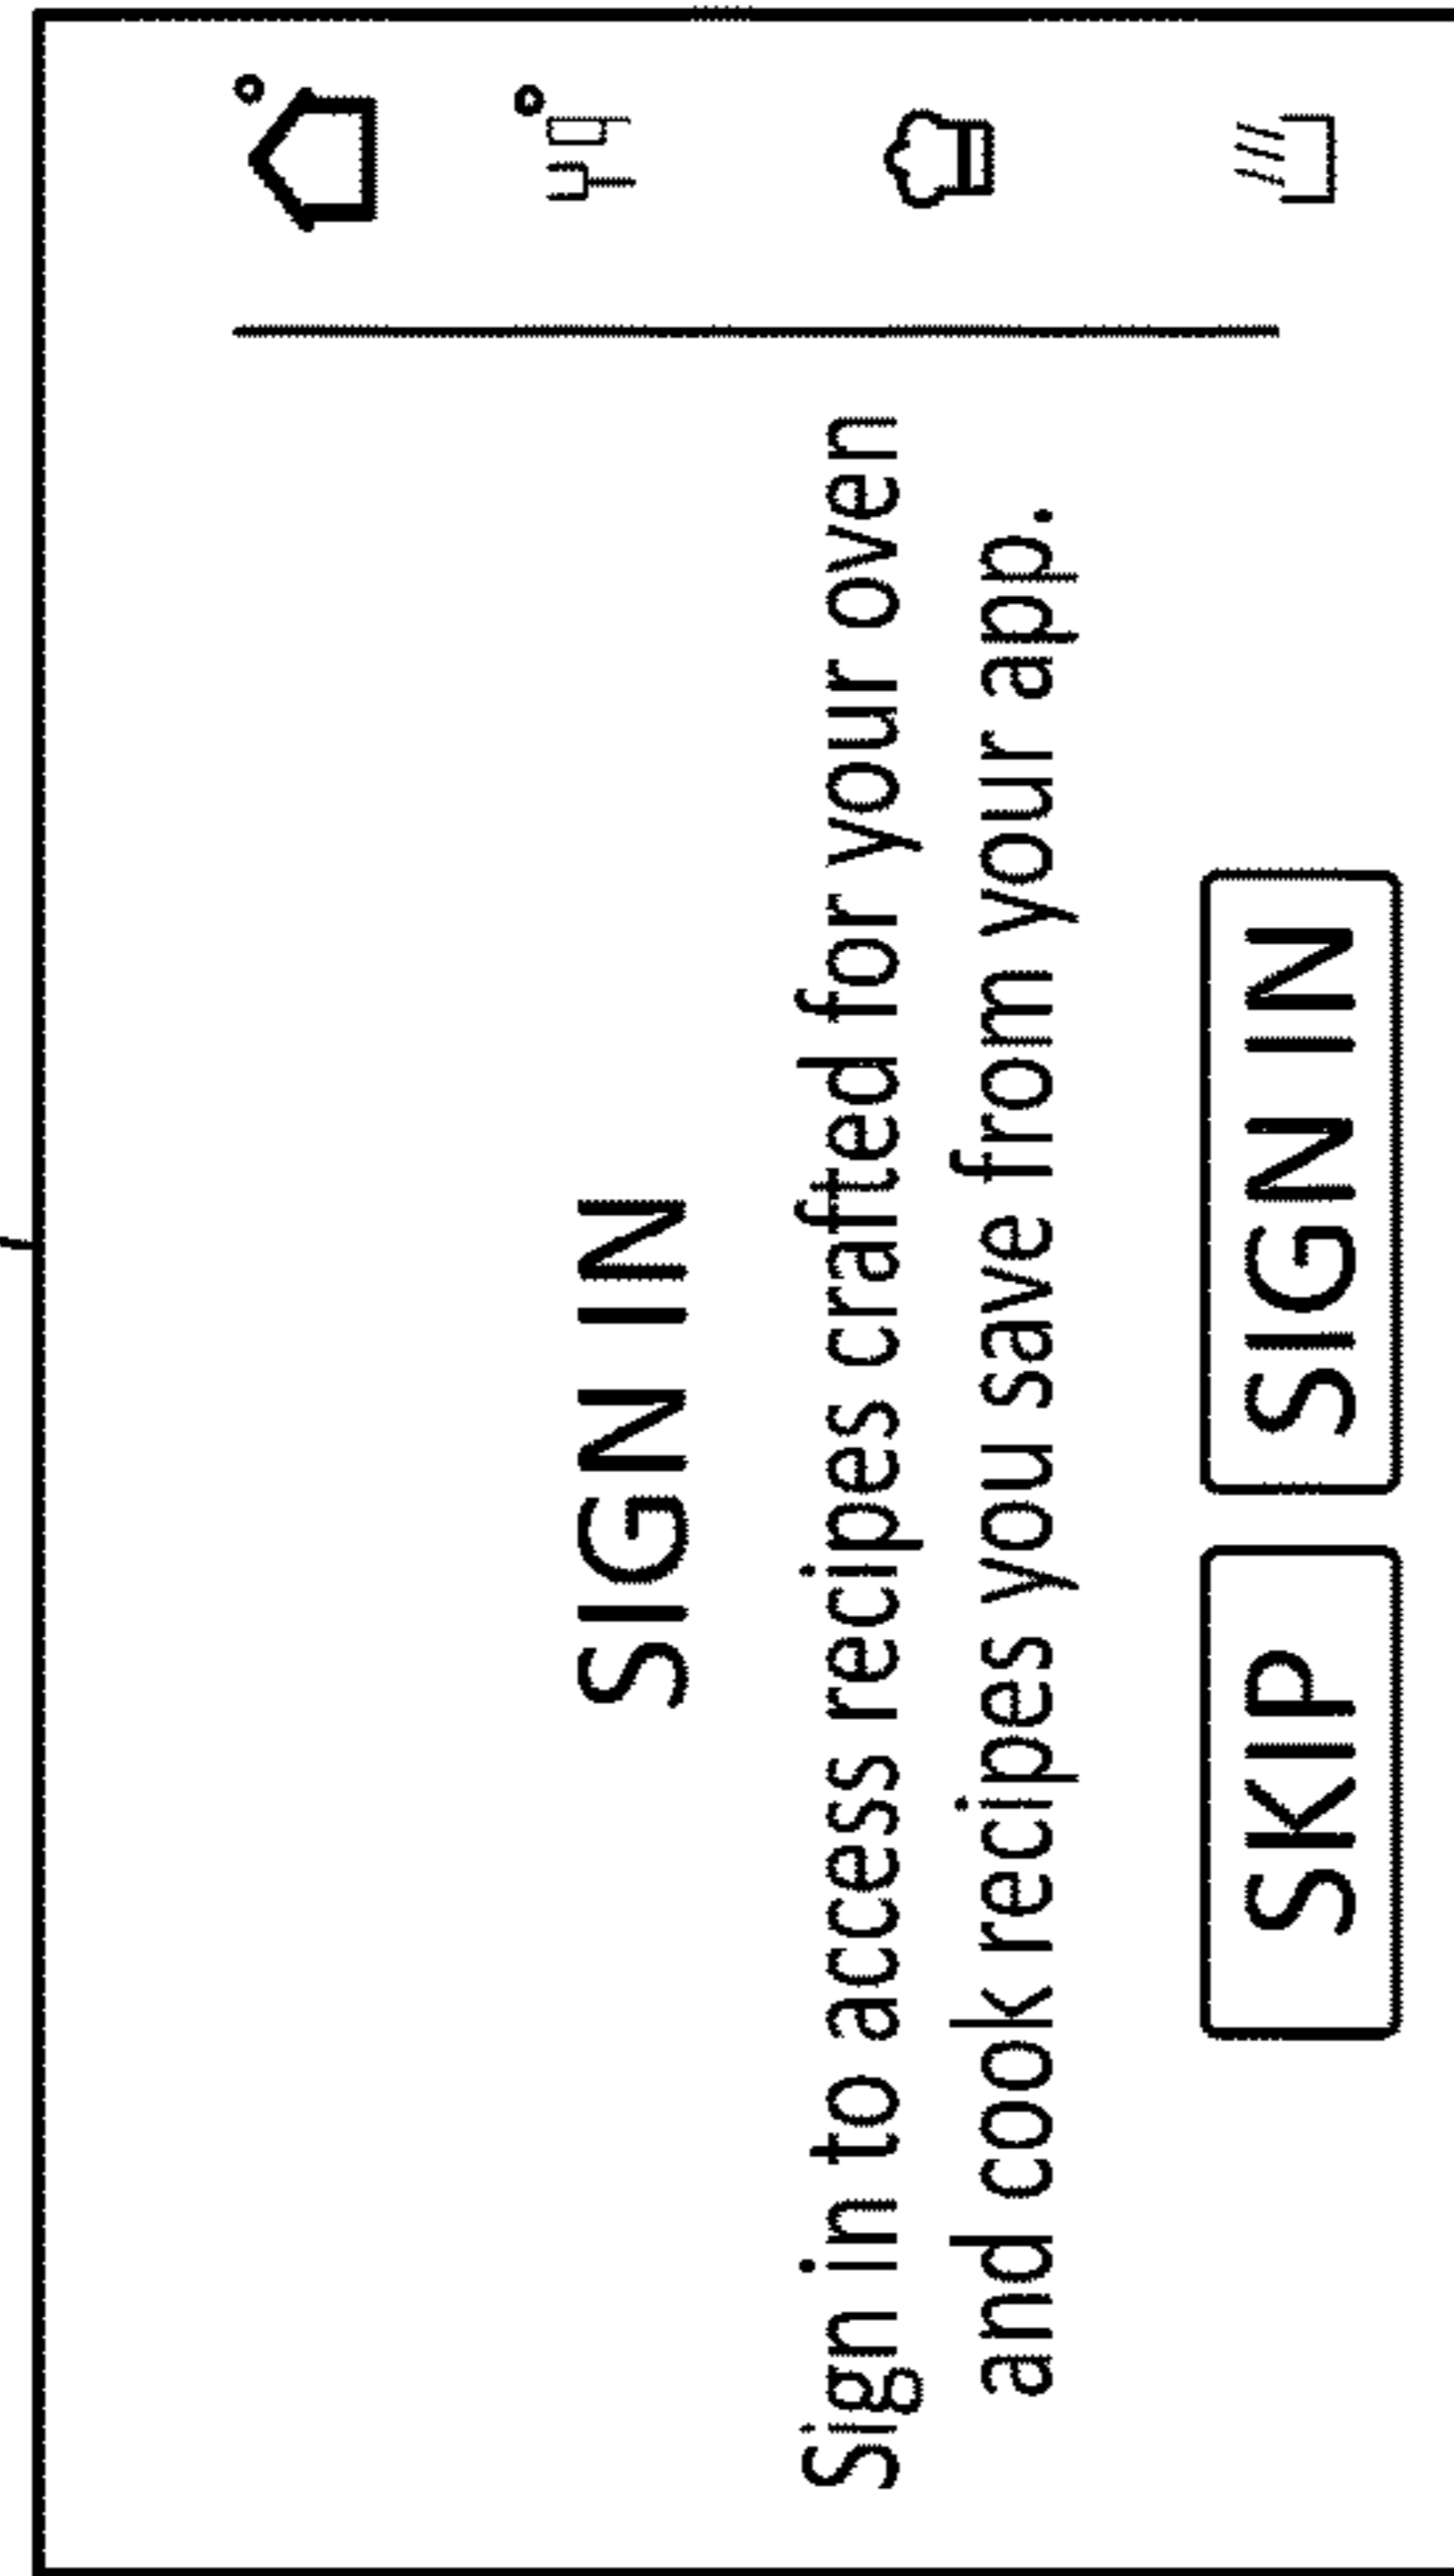 SIGN IN
Sign in to access recipes crafted for your oven
and cook recipes you save from your app.
SKIP
SIGN IN